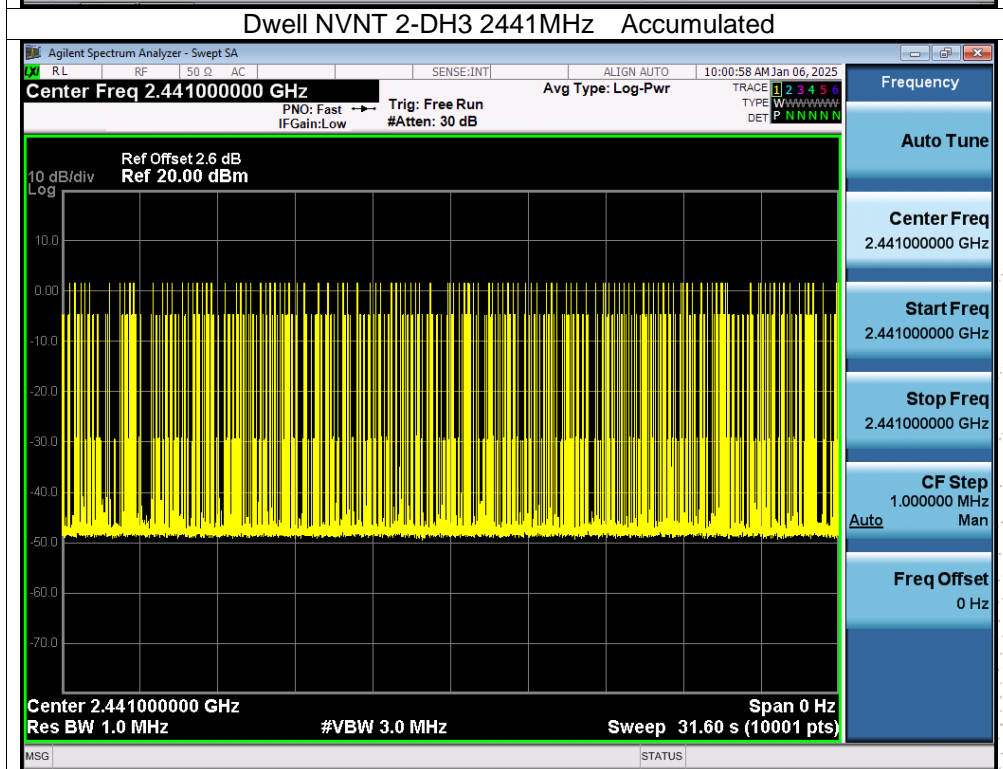 Dwell NVNT 2-DH3 2441MHz Accumulated
Agilent Spectrum Analyzer - Swept SA
LXI RL RF 50 Ω AC SENSE:INT ALIGN AUTO 10:00:58 AM Jan 06, 2025
Center Freq 2.441000000 GHz
PNO: Fast
IFGain:Low
Trig: Free Run
#Atten: 30 dB
Avg Type: Log-Pwr
TRACE 1 2 3 4 5 6
TYPE WWWWWW
DET P N N N N N
Frequency
Auto Tune
Center Freq
2.441000000 GHz
Start Freq
2.441000000 GHz
Stop Freq
2.441000000 GHz
CF Step
1.000000 MHz
Auto Man
Freq Offset
0 Hz
Ref Offset 2.6 dB
10 dB/div Ref 20.00 dBm
Log
10.0
0.00
-10.0
-20.0
-30.0
-40.0
-50.0
-60.0
-70.0
Center 2.441000000 GHz Span 0 Hz
Res BW 1.0 MHz #VBW 3.0 MHz Sweep 31.60 s (10001 pts)
MSG STATUS